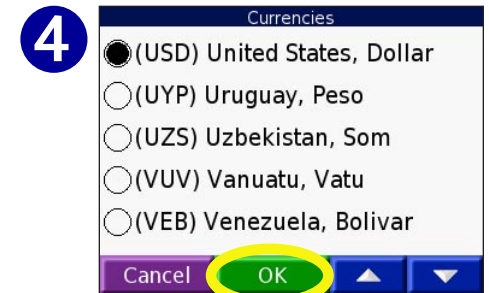 4
Currencies
(USD) United States, Dollar
(UYP) Uruguay, Peso
(UZS) Uzbekistan, Som
(VUV) Vanuatu, Vatu
(VEB) Venezuela, Bolivar
Cancel OK